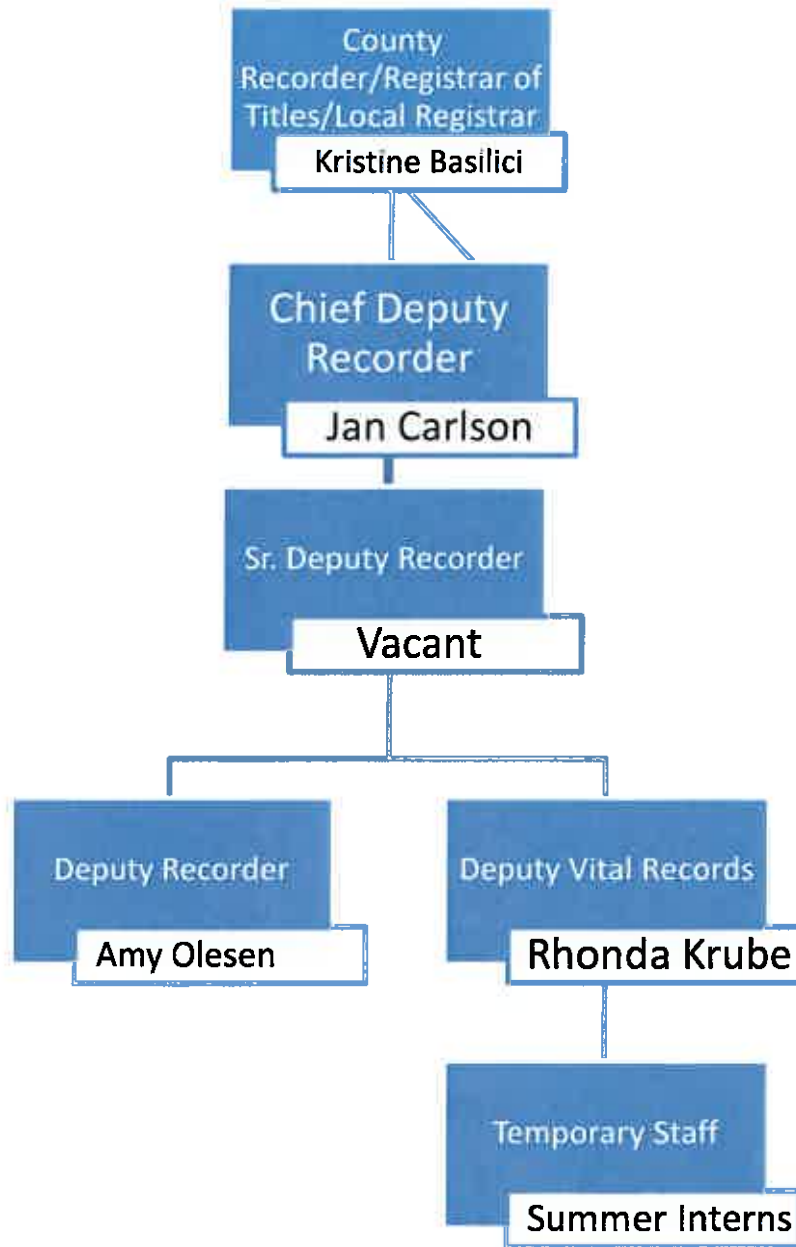 County
Recorder/Registrar of
Titles/Local Registrar
Kristine Basilici
Chief Deputy
Recorder
Jan Carlson
Sr. Deputy Recorder
Vacant
Deputy Recorder
Amy Olesen
Deputy Vital Records
Rhonda Krube
Temporary Staff
Summer Interns